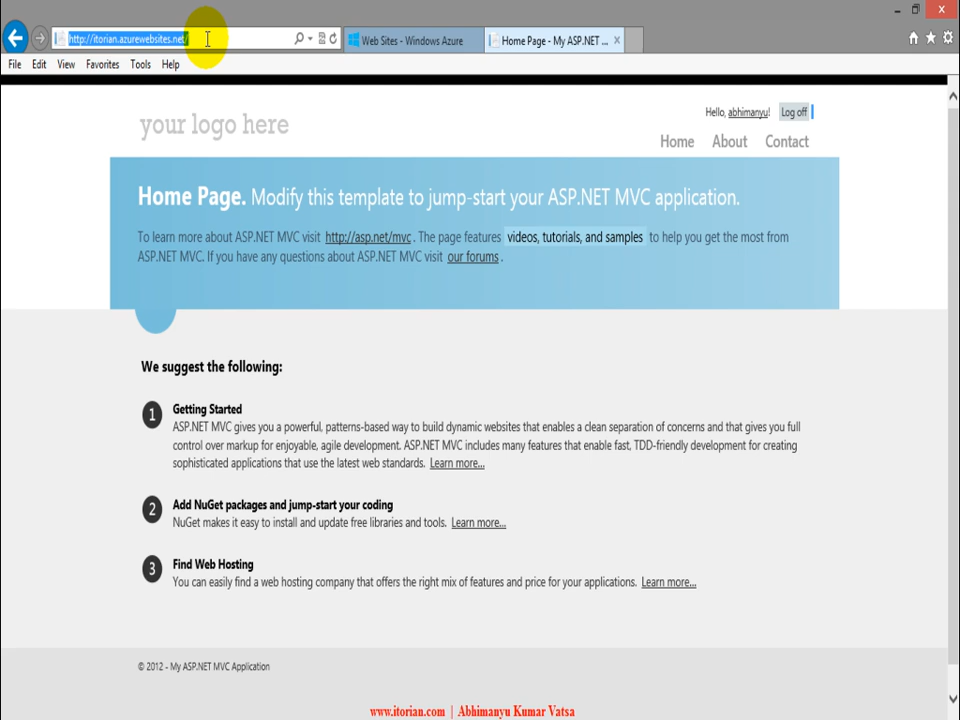 http://itorian.azurewebsites.net/
Web Sites - Windows Azure
Home Page - My ASP.NET ...
File Edit View Favorites Tools Help
Hello, abhimanyu! Log off
your logo here
Home About Contact
Home Page. Modify this template to jump-start your ASP.NET MVC application.
To learn more about ASP.NET MVC visit http://asp.net/mvc . The page features videos, tutorials, and samples to help you get the most from
ASP.NET MVC. If you have any questions about ASP.NET MVC visit our forums .
We suggest the following:
1 Getting Started
ASP.NET MVC gives you a powerful, patterns-based way to build dynamic websites that enables a clean separation of concerns and that gives you full
control over markup for enjoyable, agile development. ASP.NET MVC includes many features that enable fast, TDD-friendly development for creating
sophisticated applications that use the latest web standards. Learn more...
2 Add NuGet packages and jump-start your coding
NuGet makes it easy to install and update free libraries and tools. Learn more...
3 Find Web Hosting
You can easily find a web hosting company that offers the right mix of features and price for your applications. Learn more...
© 2012 - My ASP.NET MVC Application
www.itorian.com | Abhimanyu Kumar Vatsa